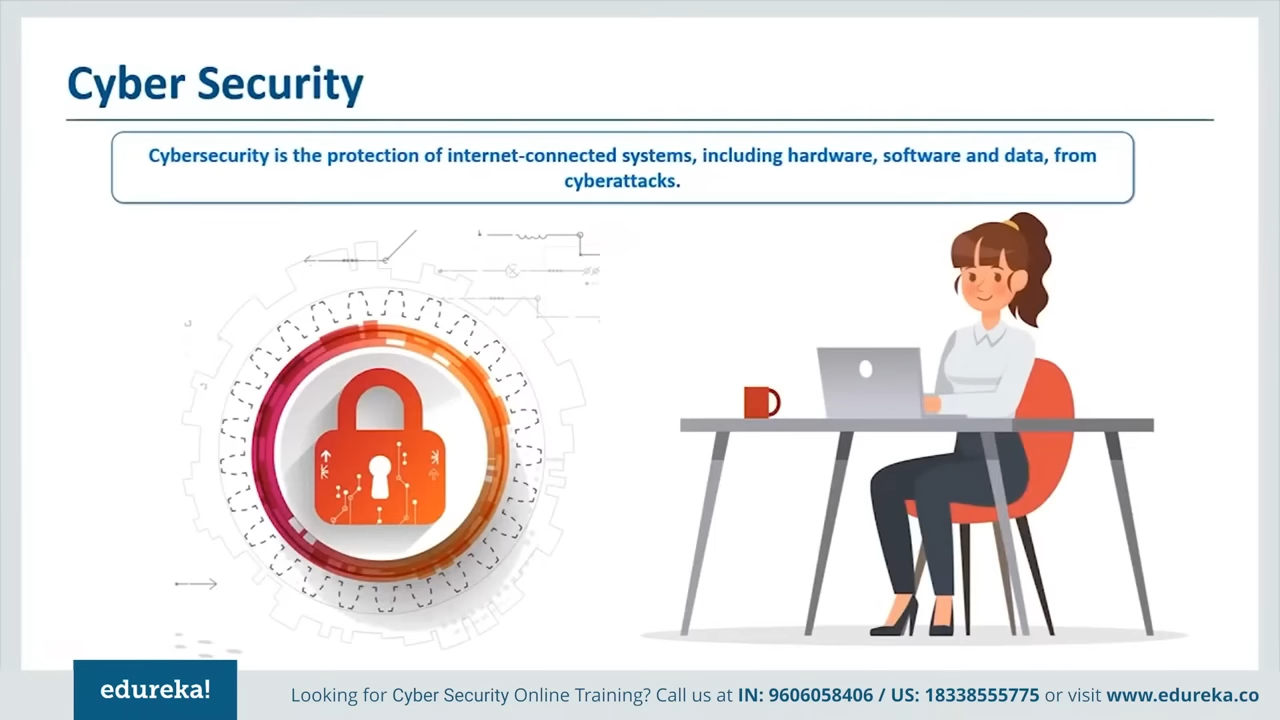 Cyber Security
Cybersecurity is the protection of internet-connected systems, including hardware, software and data, from
cyberattacks.
edureka!
Looking for Cyber Security Online Training? Call us at IN: 9606058406 / US: 18338555775 or visit www.edureka.co